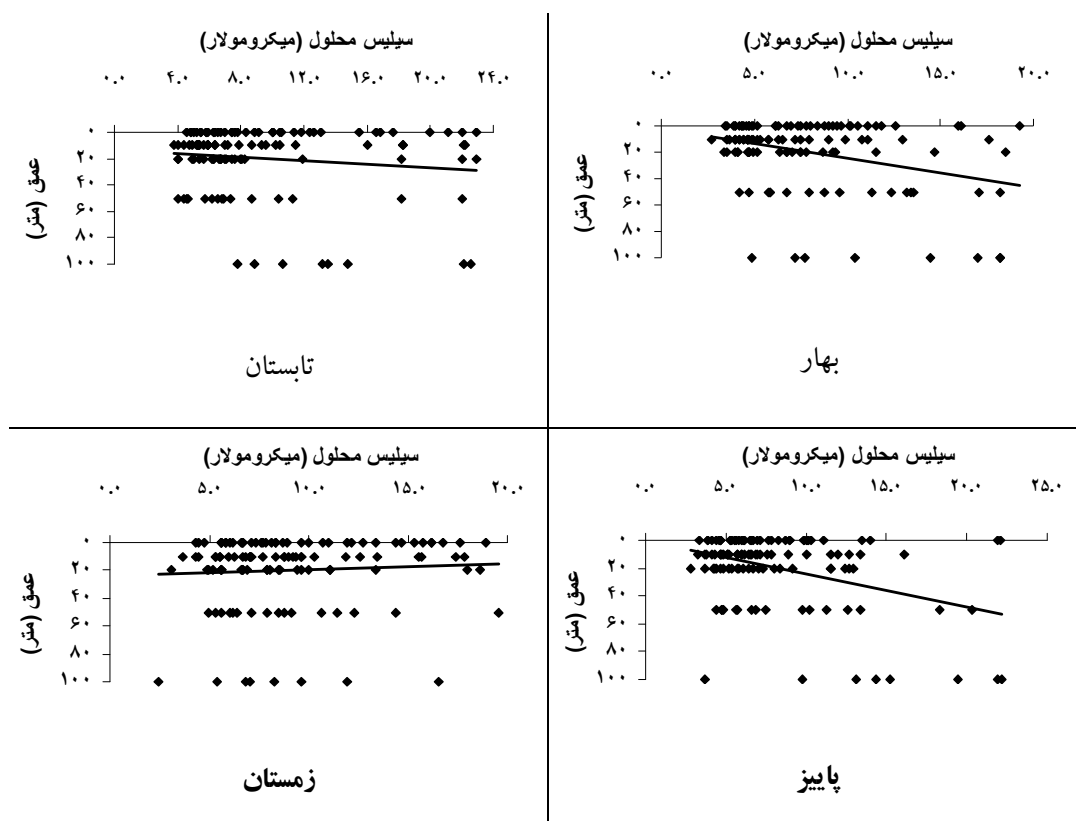 سیلیس محلول (میکرومولار)
۰.۰ ۵.۰ ۱۰.۰ ۱۵.۰ ۲۰.۰
عمق (متر)
۰
۲۰
۴۰
۶۰
۸۰
۱۰۰
بهار
سیلیس محلول (میکرومولار)
۰.۰ ۴.۰ ۸.۰ ۱۲.۰ ۱۶.۰ ۲۰.۰ ۲۴.۰
عمق (متر)
۰
۲۰
۴۰
۶۰
۸۰
۱۰۰
تابستان
سیلیس محلول (میکرومولار)
۰.۰ ۵.۰ ۱۰.۰ ۱۵.۰ ۲۰.۰ ۲۵.۰
عمق (متر)
۰
۲۰
۴۰
۶۰
۸۰
۱۰۰
پاییز
سیلیس محلول (میکرومولار)
۰.۰ ۵.۰ ۱۰.۰ ۱۵.۰ ۲۰.۰
عمق (متر)
۰
۲۰
۴۰
۶۰
۸۰
۱۰۰
زمستان